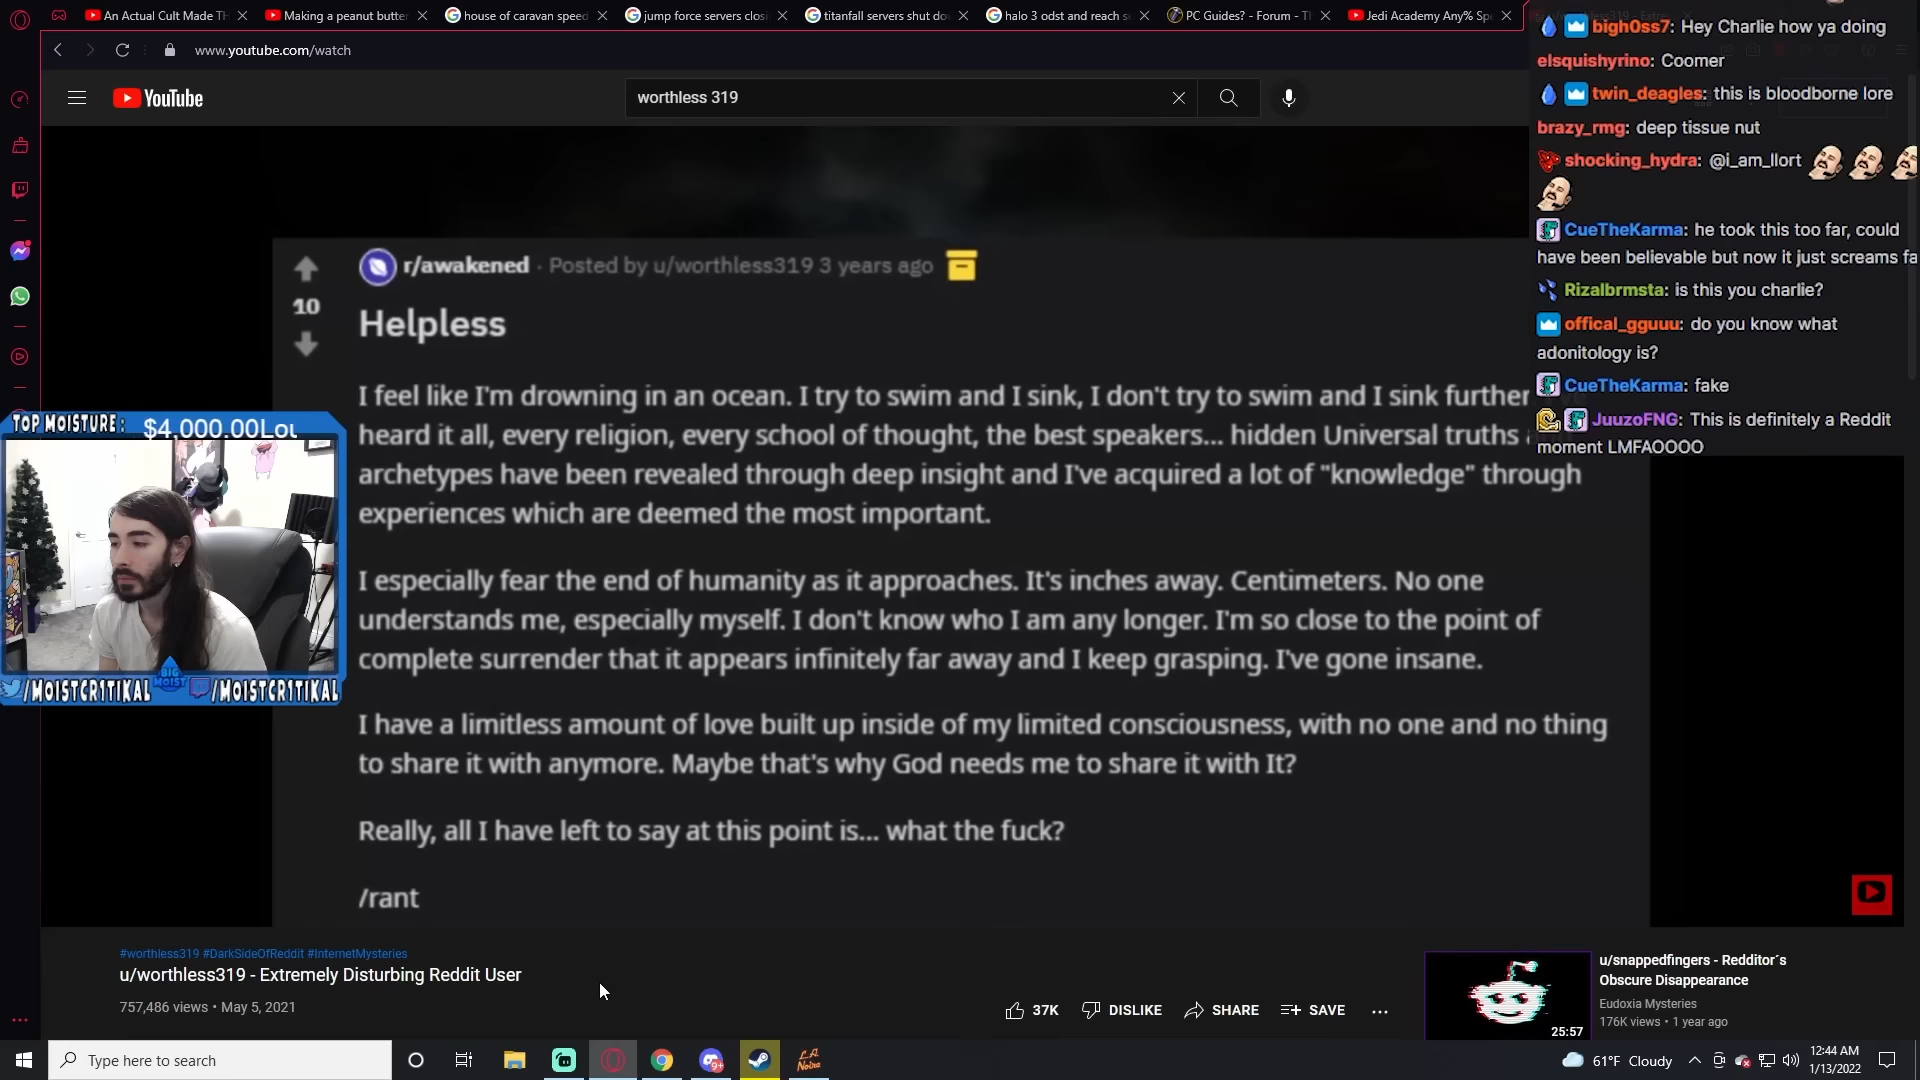 An Actual Cult Made TH
Making a peanut butter
house of caravan speed
jump force servers closi
titanfall servers shut do
halo 3 odst and reach s
PC Guides? - Forum - Th
Jedi Academy Any% Spe
www.youtube.com/watch
YouTube
worthless 319
bigh0ss7: Hey Charlie how ya doing
elsquishyrino: Coomer
twin_deagles: this is bloodborne lore
brazy_rmg: deep tissue nut
shocking_hydra: @i_am_llort
CueTheKarma: he took this too far, could
have been believable but now it just screams fa
Rizalbrmsta: is this you charlie?
offical_gguuu: do you know what
adonitology is?
CueTheKarma: fake
JuuzoFNG: This is definitely a Reddit
moment LMFAOOOO
r/awakened · Posted by u/worthless319 3 years ago
10
Helpless
I feel like I'm drowning in an ocean. I try to swim and I sink, I don't try to swim and I sink further
heard it all, every religion, every school of thought, the best speakers... hidden Universal truths
archetypes have been revealed through deep insight and I've acquired a lot of "knowledge" through
experiences which are deemed the most important.
I especially fear the end of humanity as it approaches. It's inches away. Centimeters. No one
understands me, especially myself. I don't know who I am any longer. I'm so close to the point of
complete surrender that it appears infinitely far away and I keep grasping. I've gone insane.
I have a limitless amount of love built up inside of my limited consciousness, with no one and no thing
to share it with anymore. Maybe that's why God needs me to share it with It?
Really, all I have left to say at this point is... what the fuck?
/rant
TOP MOISTURE: $4,000.00Lou
/MOISTCR1TIKAL
BIG
MOIST
/MOISTCR1TIKAL
#worthless319 #DarkSideOfReddit #InternetMysteries
u/worthless319 - Extremely Disturbing Reddit User
757,486 views • May 5, 2021
37K
DISLIKE
SHARE
SAVE
u/snappedfingers - Redditor´s
Obscure Disappearance
Eudoxia Mysteries
176K views • 1 year ago
25:57
Type here to search
9+
L.A.
Noire
61°F Cloudy
12:44 AM
1/13/2022